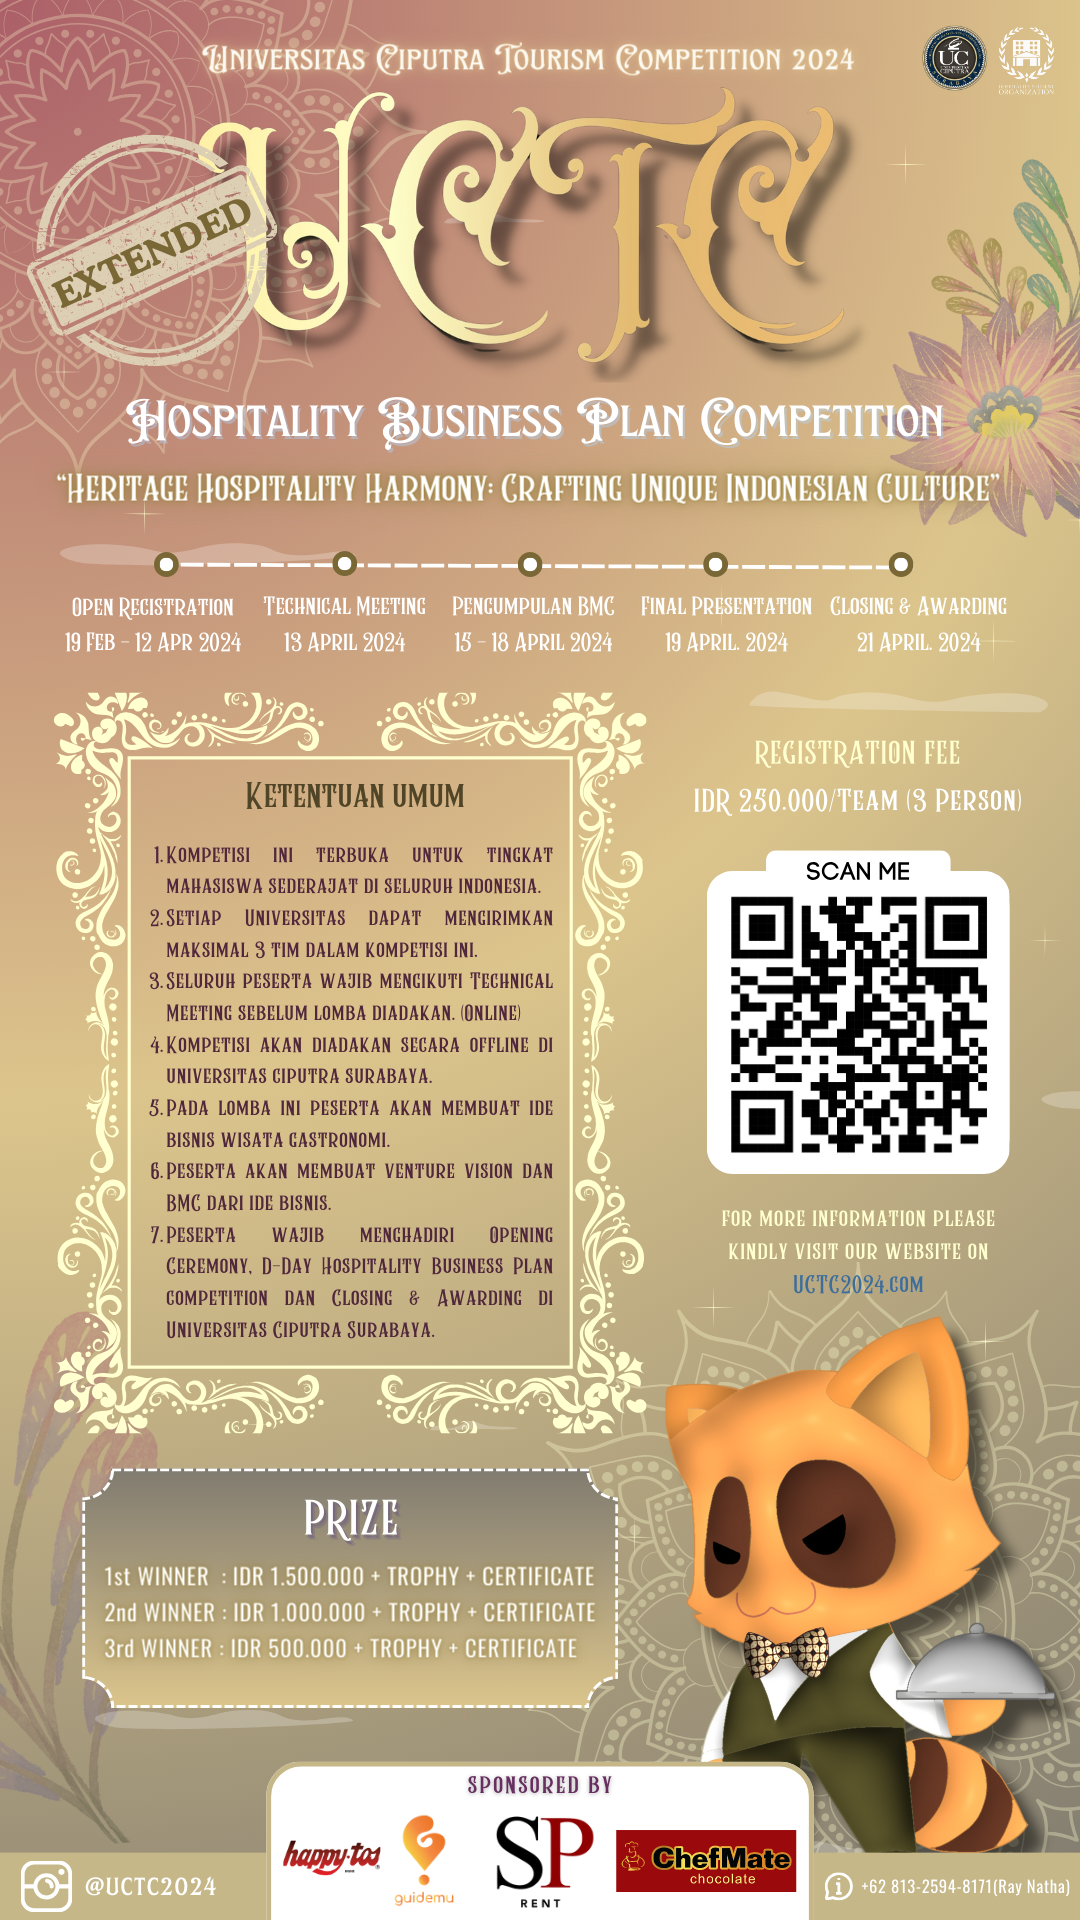 Universitas Ciputra Tourism Competition 2024
UC
UNIVERSITAS
CIPUTRA
ORGANIZATION
UCTC
EXTENDED
Hospitality Business Plan Competition
“Heritage Hospitality Harmony: Crafting Unique Indonesian Culture”
Open Registration
19 Feb - 12 Apr 2024
Technical Meeting
13 April 2024
Pengumpulan BMC
15 - 18 April 2024
Final Presentation
19 April. 2024
Closing & Awarding
21 April. 2024
Ketentuan umum
1. Kompetisi ini terbuka untuk tingkat
mahasiswa sederajat di seluruh indonesia.
2. Setiap Universitas dapat mengirimkan
maksimal 3 tim dalam kompetisi ini.
3. Seluruh peserta wajib mengikuti Technical
Meeting sebelum lomba diadakan. (Online)
4. Kompetisi akan diadakan secara offline di
universitas ciputra surabaya.
5. Pada lomba ini peserta akan membuat ide
bisnis wisata gastronomi.
6. Peserta akan membuat venture vision dan
BMC dari ide bisnis.
7. Peserta wajib menghadiri Opening
Ceremony, D-Day Hospitality Business Plan
competition dan Closing & Awarding di
Universitas Ciputra Surabaya.
REGISTRATION FEE
IDR 250.000/Team (3 Person)
SCAN ME
FOR MORE INFORMATION PLEASE
KINDLY VISIT OUR WEBSITE ON
UCTC2024.COM
PRIZE
1st WINNER : IDR 1.500.000 + TROPHY + CERTIFICATE
2nd WINNER : IDR 1.000.000 + TROPHY + CERTIFICATE
3rd WINNER : IDR 500.000 + TROPHY + CERTIFICATE
SPONSORED BY
happy·tos
guidemu
SP
RENT
ChefMate
chocolate
@UCTC2024
+62 813-2594-8171(Ray Natha)